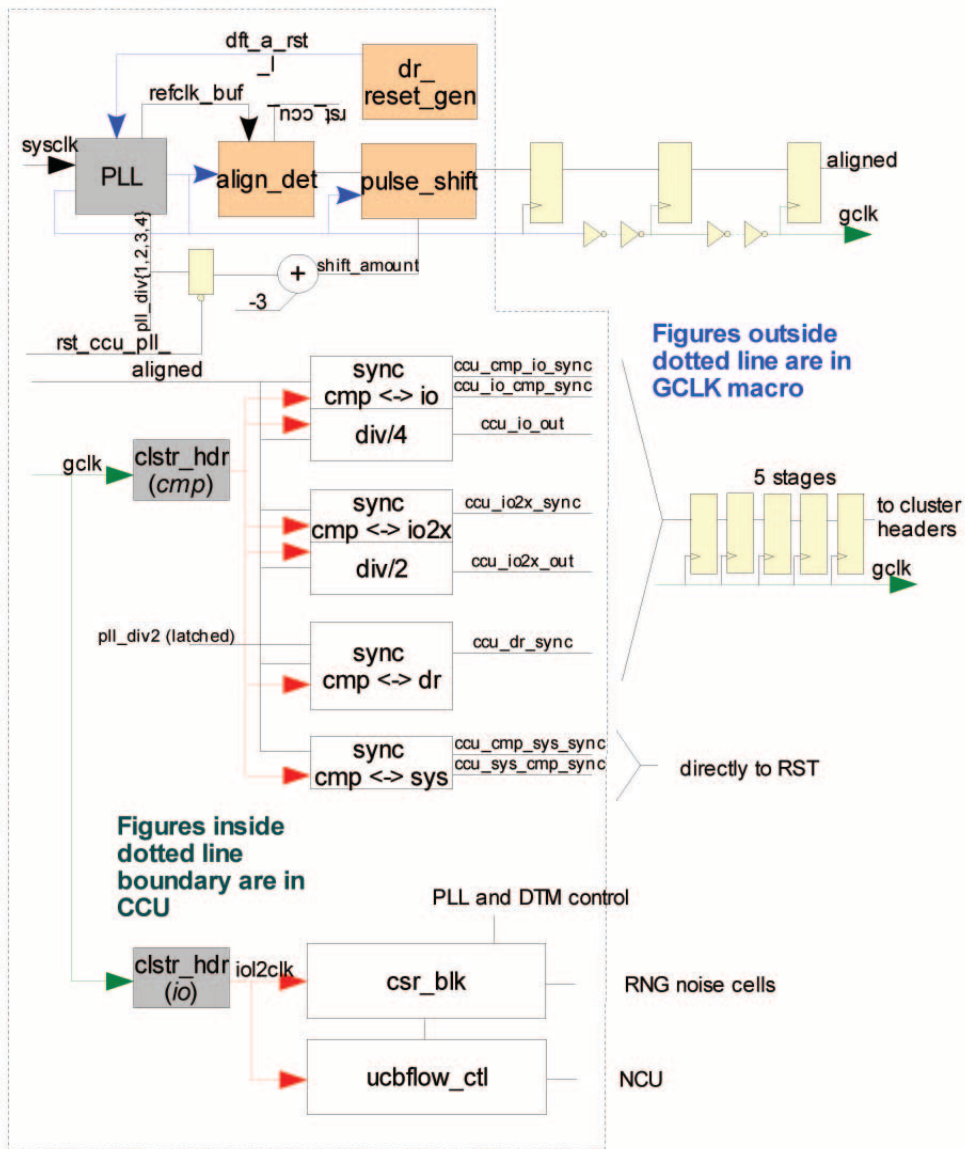 dft_a_rst
_l
dr_
reset_gen
refclk_buf
rst_ccu_
sysclk
PLL
align_det
pulse_shift
aligned
gclk
pll_div{1,2,3,4}
shift_amount
+
-3
rst_ccu_pll_
aligned
Figures outside
dotted line are in
GCLK macro
sync
cmp <-> io
ccu_cmp_io_sync
ccu_io_cmp_sync
div/4
ccu_io_out
gclk
clstr_hdr
(cmp)
sync
cmp <-> io2x
ccu_io2x_sync
div/2
ccu_io2x_out
5 stages
to cluster
headers
gclk
pll_div2 (latched)
sync
cmp <-> dr
ccu_dr_sync
sync
cmp <-> sys
ccu_cmp_sys_sync
ccu_sys_cmp_sync
directly to RST
Figures inside
dotted line
boundary are in
CCU
PLL and DTM control
clstr_hdr
(io)
iol2clk
csr_blk
RNG noise cells
ucbflow_ctl
NCU